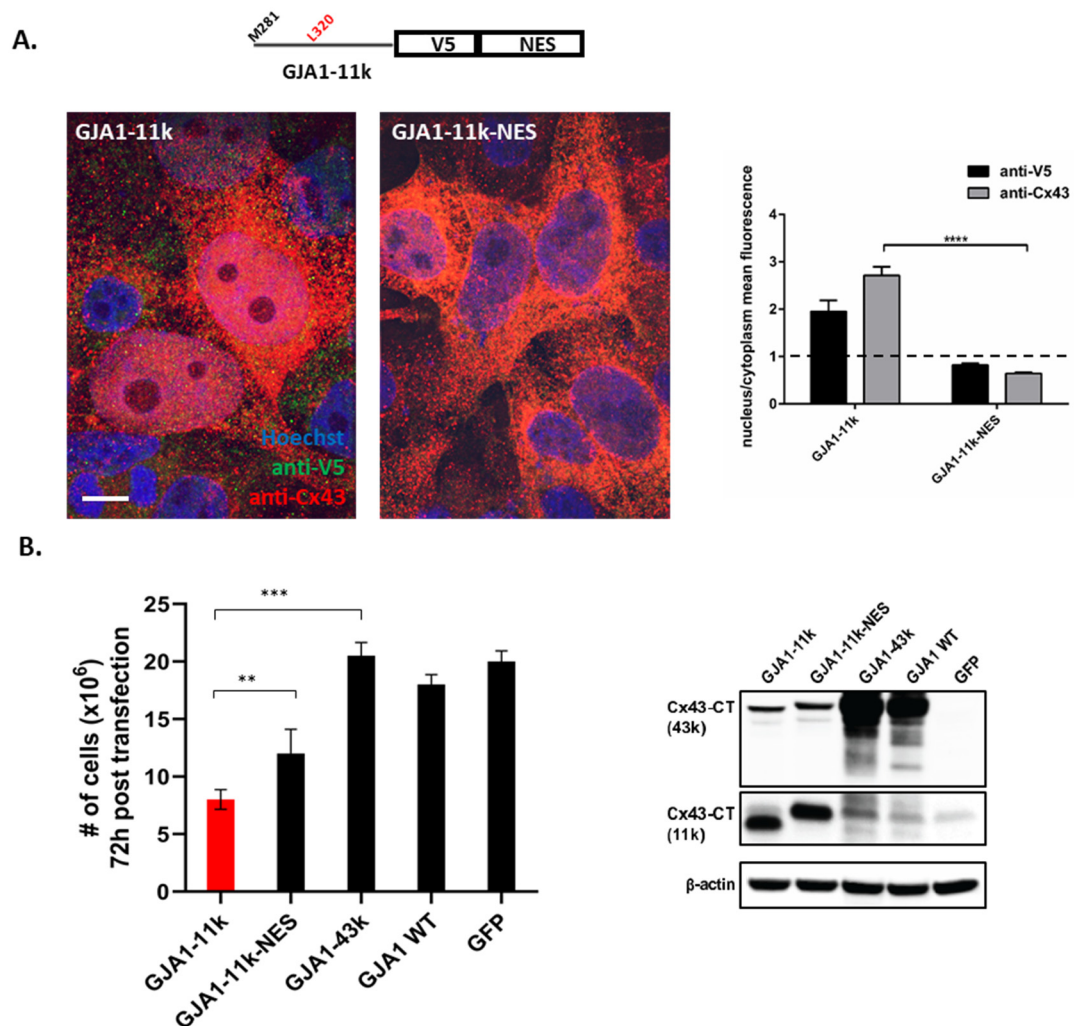 A.
M281
L320
V5
NES
GJA1-11k
GJA1-11k
Hoechst
anti-V5
anti-Cx43
GJA1-11k-NES
nucleus/cytoplasm mean fluorescence
4
3
2
1
0
anti-V5
anti-Cx43
****
GJA1-11k
GJA1-11k-NES
B.
# of cells (x10⁶)
72h post transfection
25
20
15
10
5
0
***
**
GJA1-11k
GJA1-11k-NES
GJA1-43k
GJA1 WT
GFP
GJA1-11k
GJA1-11k-NES
GJA1-43k
GJA1 WT
GFP
Cx43-CT
(43k)
Cx43-CT
(11k)
β-actin